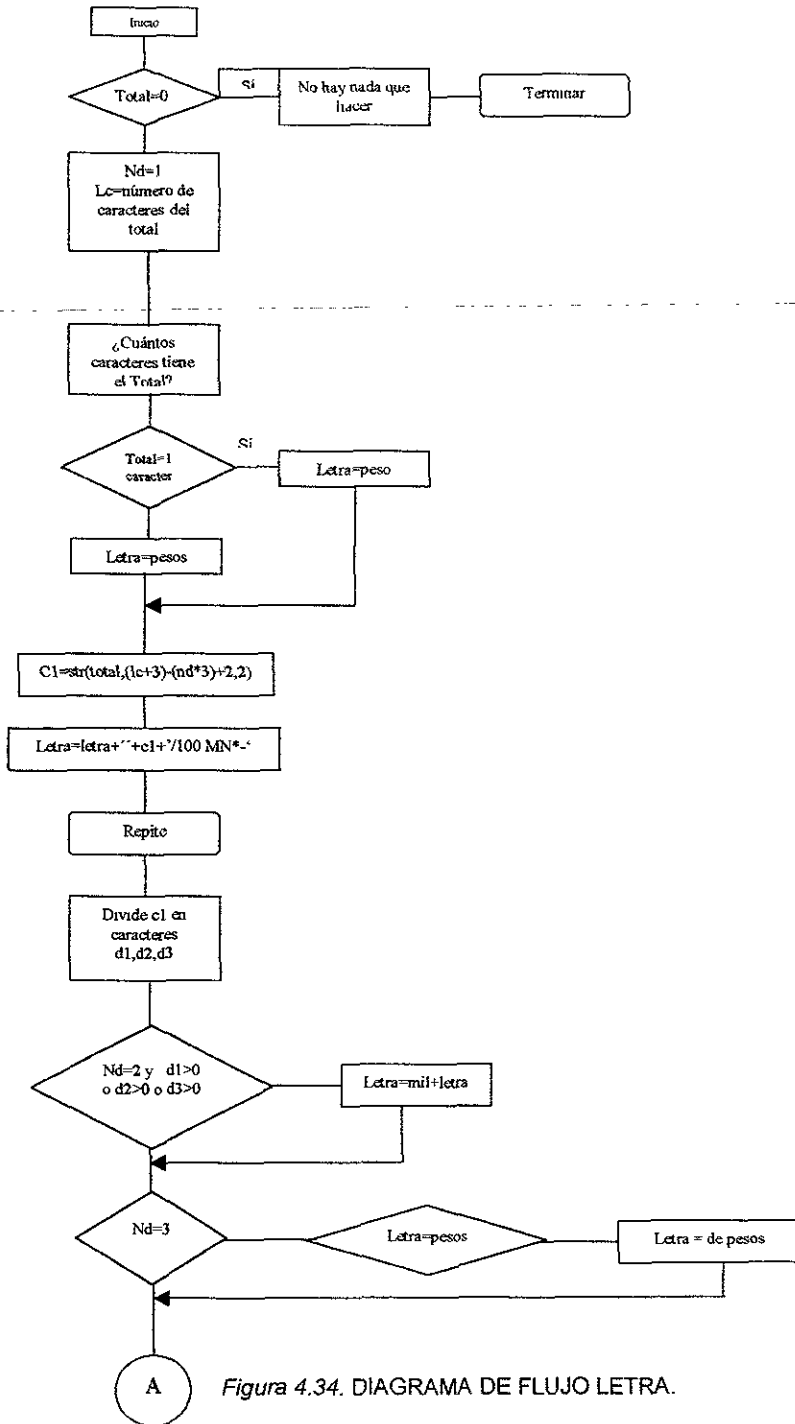 Inicio
Total=0
Sí
No hay nada que
hacer
Terminar
Nd=1
Lc=número de
caracteres del
total
¿Cuántos
caracteres tiene
el Total?
Total=1
caracter
Sí
Letra=peso
Letra=pesos
C1=str(total,(lc+3)-(nd*3)+2,2)
Letra=letra+´´+c1+'/100 MN*-‘
Repite
Divide c1 en
caracteres
d1,d2,d3
Nd=2 y d1>0
o d2>0 o d3>0
Letra=mil+letra
Nd=3
Letra=pesos
Letra = de pesos
A
Figura 4.34. DIAGRAMA DE FLUJO LETRA.